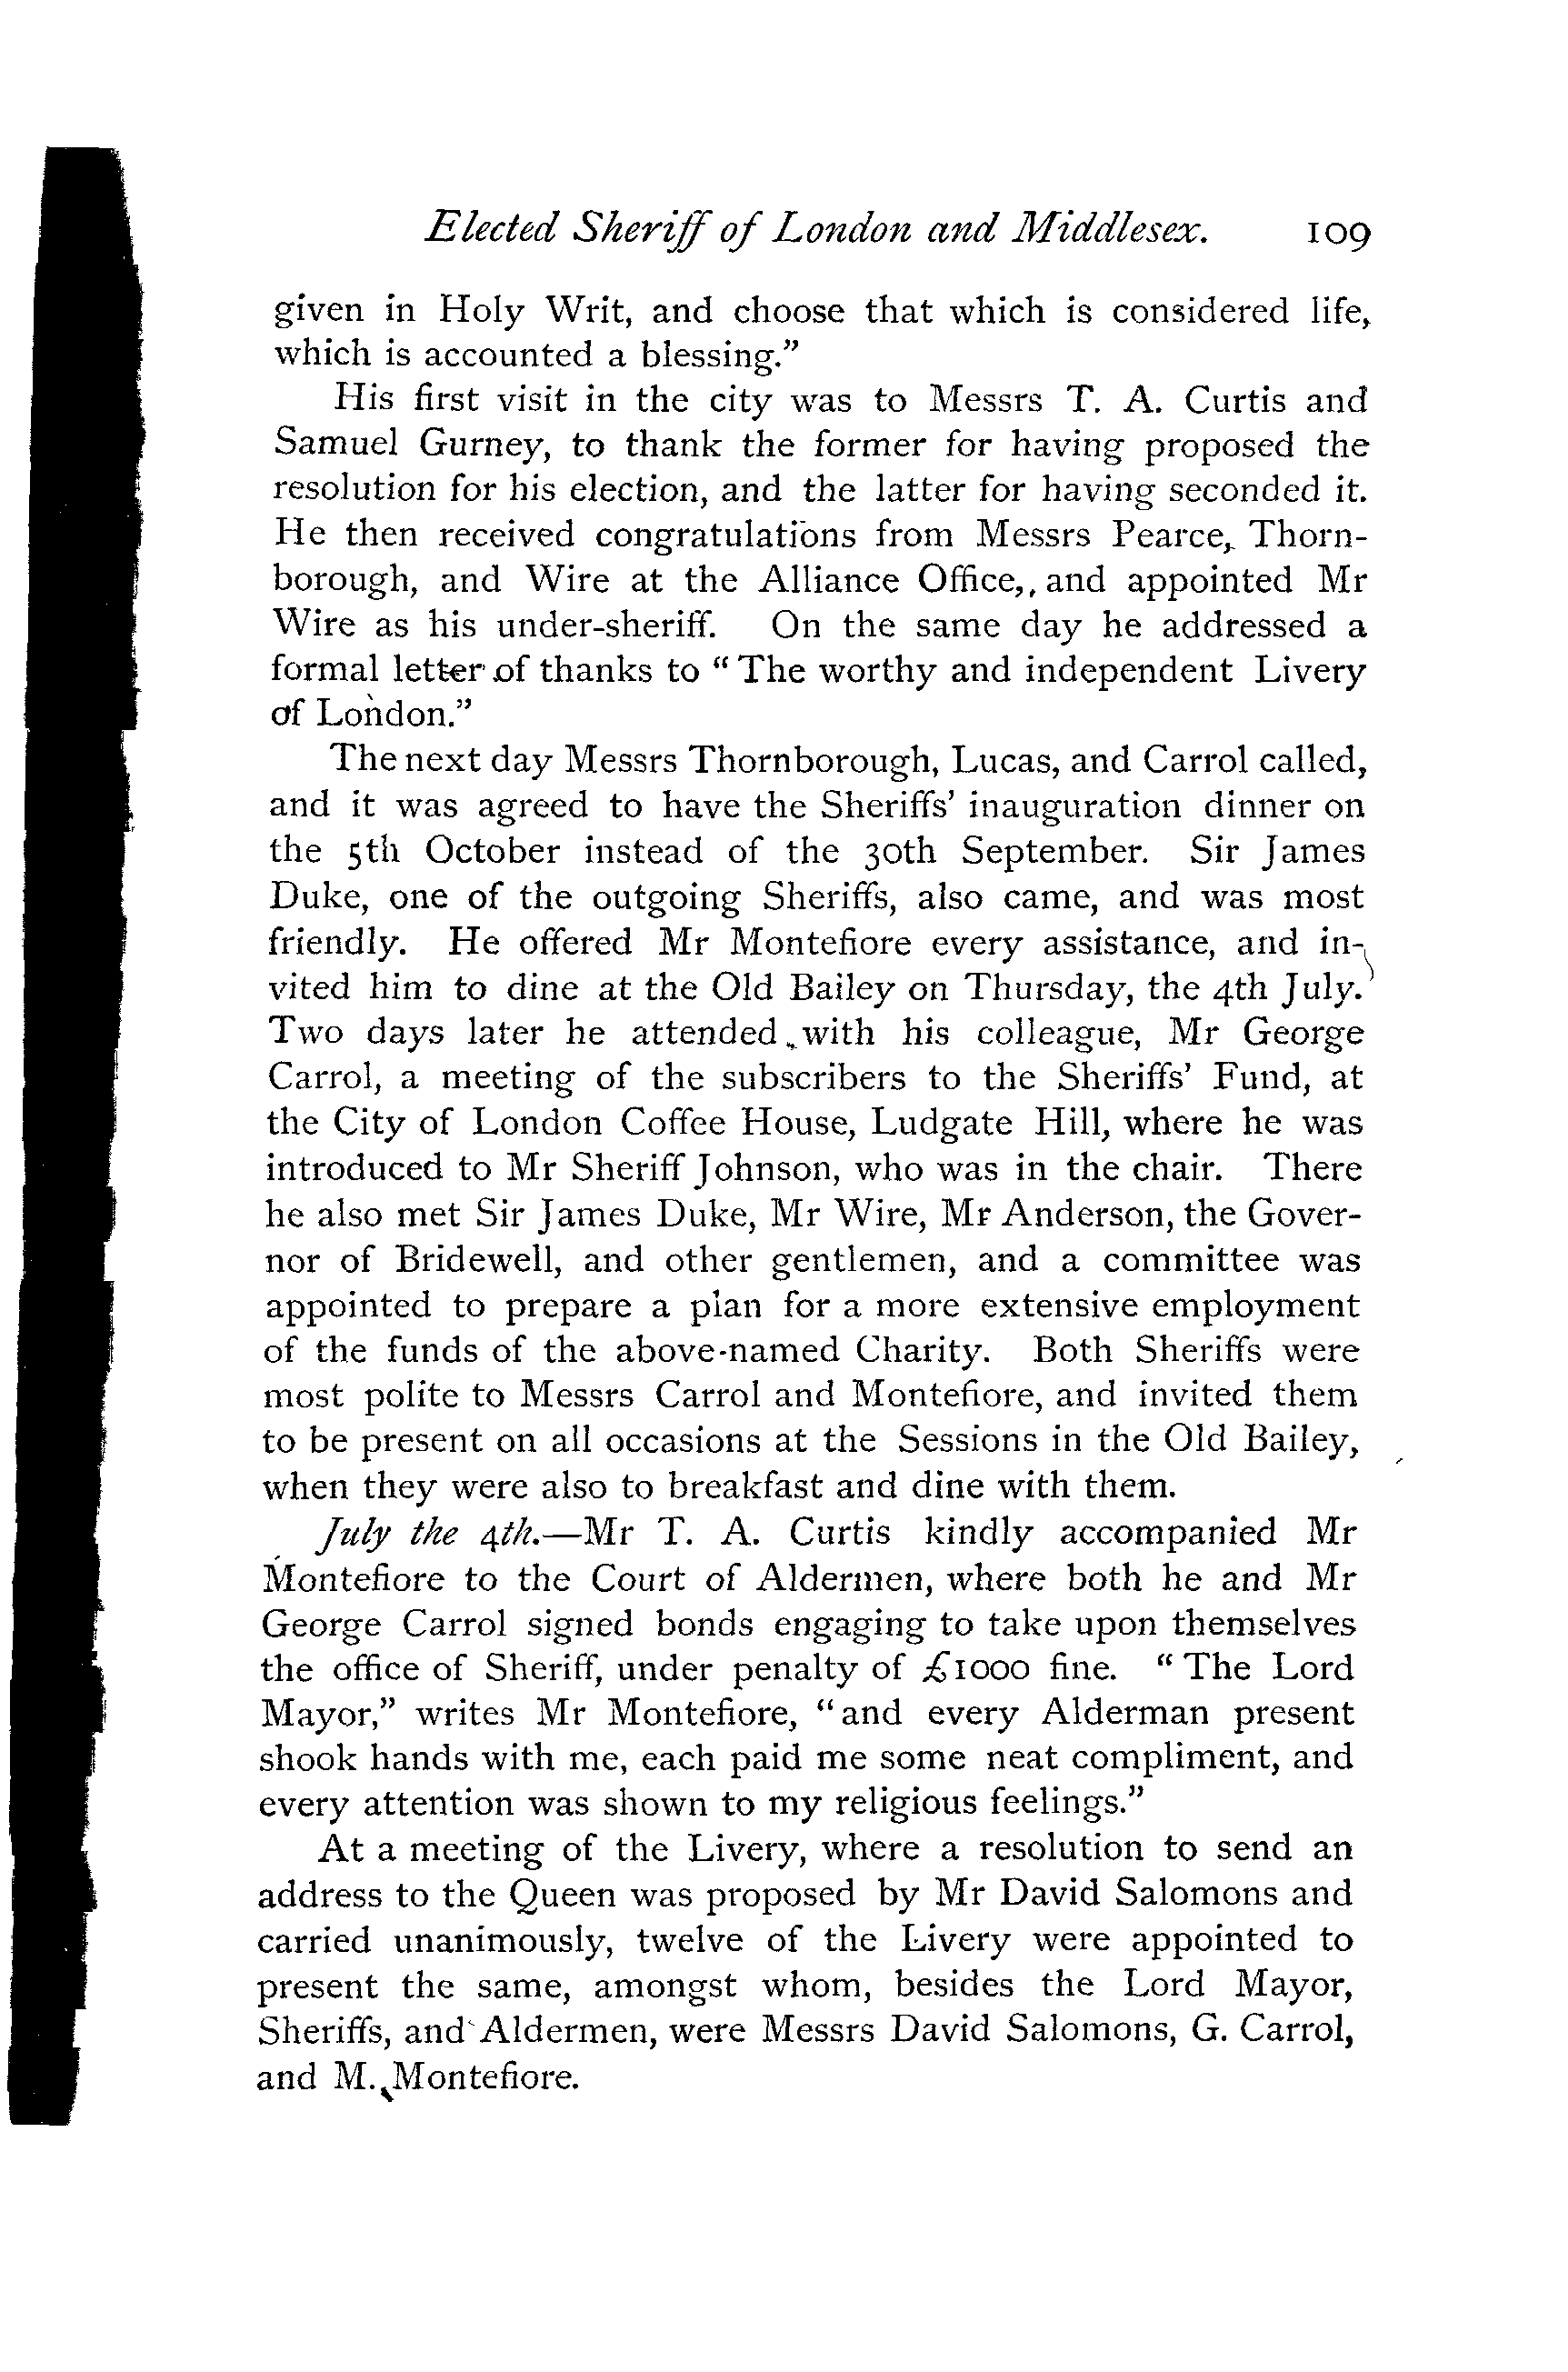 Elected Sheriff of London and Middlesex. 109
given in Holy Writ, and choose that which is considered life,
which is accounted a blessing.”
His first visit in the city was to Messrs T. A. Curtis and
Samuel Gurney, to thank the former for having proposed the
resolution for his election, and the latter for having seconded it.
He then received congratulations from Messrs Pearce, Thorn-
borough, and Wire at the Alliance Office, and appointed Mr
Wire as his under-sheriff. On the same day he addressed a
formal letter of thanks to “The worthy and independent Livery
of London.”
The next day Messrs Thornborough, Lucas, and Carrol called,
and it was agreed to have the Sheriffs’ inauguration dinner on
the 5th October instead of the 30th September. Sir James
Duke, one of the outgoing Sheriffs, also came, and was most
friendly. He offered Mr Montefiore every assistance, and in-
vited him to dine at the Old Bailey on Thursday, the 4th July.
Two days later he attended with his colleague, Mr George
Carrol, a meeting of the subscribers to the Sheriffs’ Fund, at
the City of London Coffee House, Ludgate Hill, where he was
introduced to Mr Sheriff Johnson, who was in the chair. There
he also met Sir James Duke, Mr Wire, Mr Anderson, the Gover-
nor of Bridewell, and other gentlemen, and a committee was
appointed to prepare a plan for a more extensive employment
of the funds of the above-named Charity. Both Sheriffs were
most polite to Messrs Carrol and Montefiore, and invited them
to be present on all occasions at the Sessions in the Old Bailey,
when they were also to breakfast and dine with them.
July the 4th.—Mr T. A. Curtis kindly accompanied Mr
Montefiore to the Court of Aldermen, where both he and Mr
George Carrol signed bonds engaging to take upon themselves
the office of Sheriff, under penalty of £1000 fine. “The Lord
Mayor,” writes Mr Montefiore, “and every Alderman present
shook hands with me, each paid me some neat compliment, and
every attention was shown to my religious feelings.”
At a meeting of the Livery, where a resolution to send an
address to the Queen was proposed by Mr David Salomons and
carried unanimously, twelve of the Livery were appointed to
present the same, amongst whom, besides the Lord Mayor,
Sheriffs, and Aldermen, were Messrs David Salomons, G. Carrol,
and M. Montefiore.